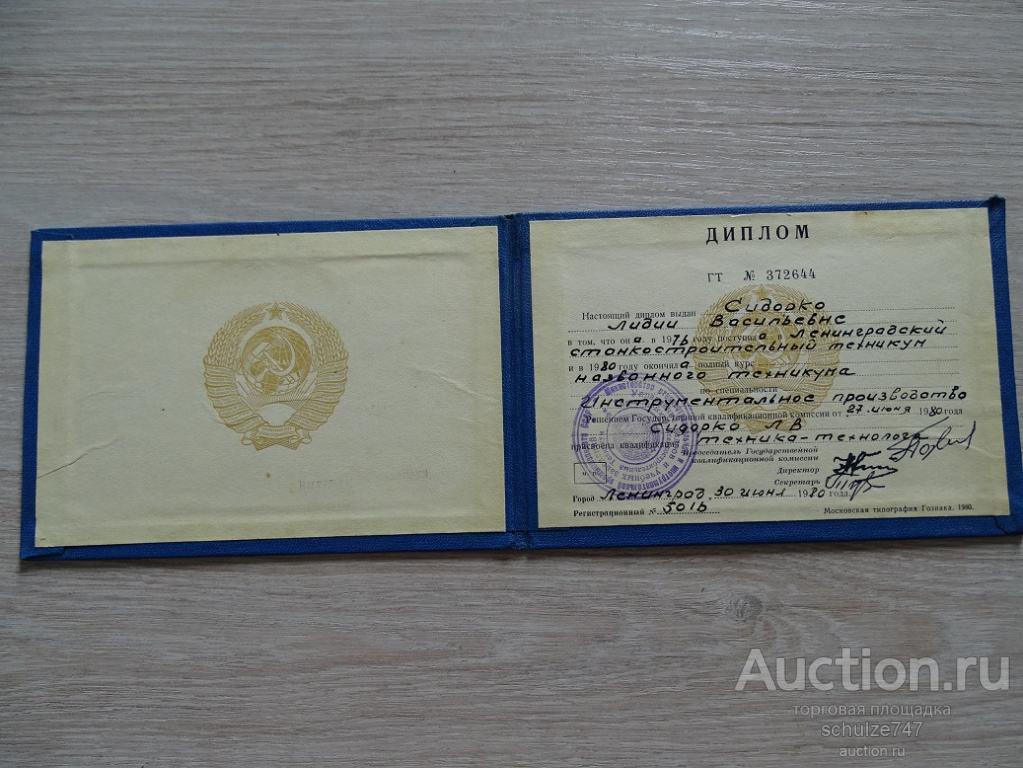 ДИПЛОМ
ГТ № 372644
Настоящий диплом выдан Сидорко
Лидии Васильевне
в том, что она в 1976 году поступила в Ленинградский
станкостроительный техникум
и в 1980 году окончила полный курс
названного техникума
по специальности
Инструментальное производство
Решением Государственной квалификационной комиссии от 27 июня 1980 года
Сидорко Л В
присвоена квалификация техника-технолога
Председатель Государственной
квалификационной комиссии
Директор
Секретарь
Город Ленинград, 30 июня 1980 года.
Регистрационный № 5016
Московская типография Гознака. 1980.
Auction.ru
торговая площадка
schulze747
auction.ru